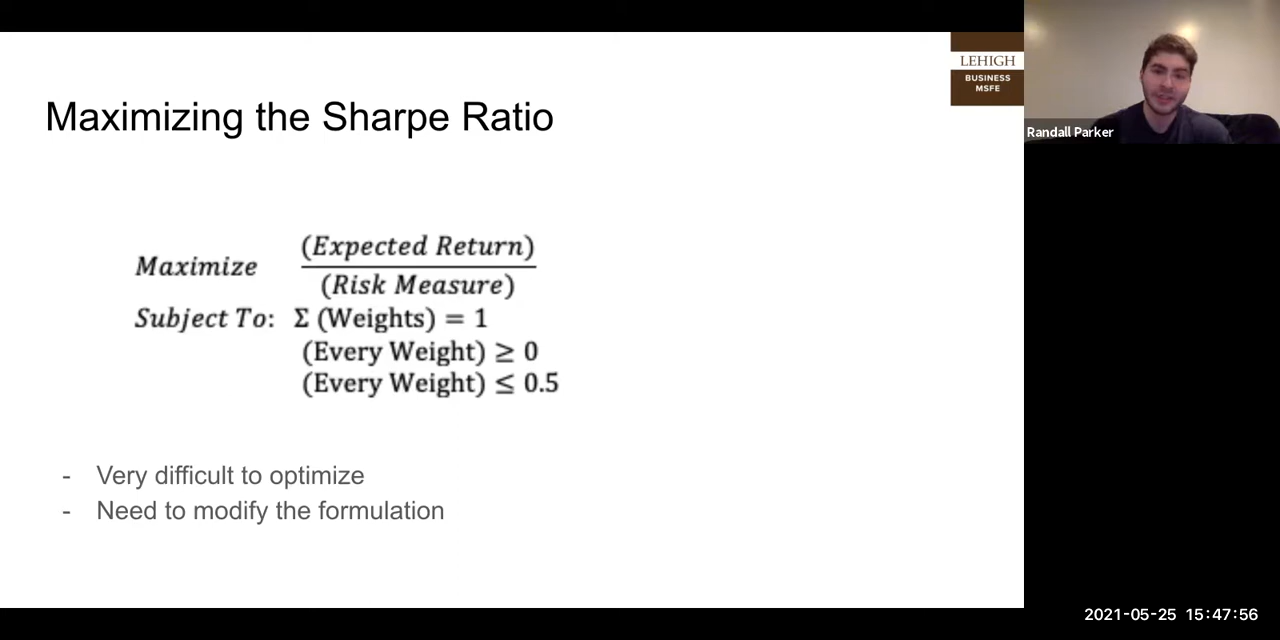 Maximizing the Sharpe Ratio
Maximize (Expected Return)
(Risk Measure)
Subject To: Σ (Weights) = 1
(Every Weight) ≥ 0
(Every Weight) ≤ 0.5
- Very difficult to optimize
- Need to modify the formulation
LEHIGH
BUSINESS
MSFE
Randall Parker
2021-05-25 15:47:56